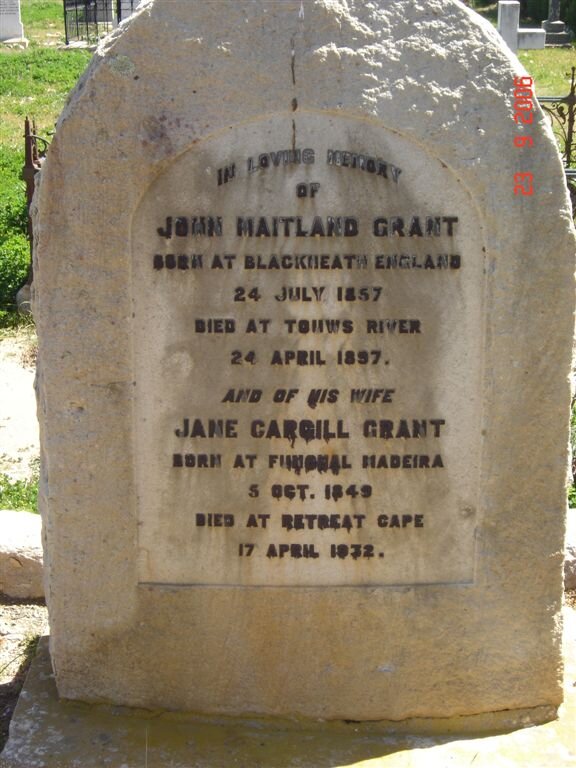 IN LOVING MEMORY
OF
JOHN MAITLAND GRANT
BORN AT BLACKHEATH ENGLAND
24 JULY 1857
DIED AT TOUWS RIVER
24 APRIL 1897.
AND OF HIS WIFE
JANE CARGILL GRANT
BORN AT FUNCHAL MADEIRA
5 OCT. 1849
DIED AT RETREAT CAPE
17 APRIL 1932.
23 9 2006